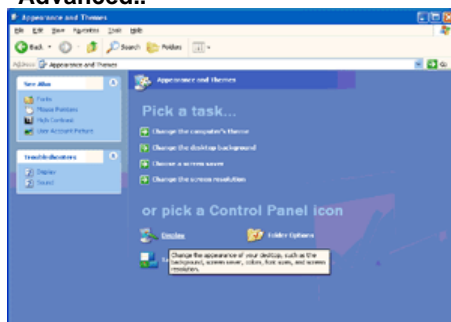 Advanced..
Appearance and Themes
File Edit View Favorites Tools Help
Back Search Folders
Address Appearance and Themes Go
See Also
Fonts
Mouse Pointers
High Contrast
User Account Picture
Troubleshooters
Display
Sound
Appearance and Themes
Pick a task...
Change the computer's theme
Change the desktop background
Choose a screen saver
Change the screen resolution
or pick a Control Panel icon
Display Folder Options
Change the appearance of your desktop, such as the
background, screen saver, colors, font sizes, and screen
resolution.